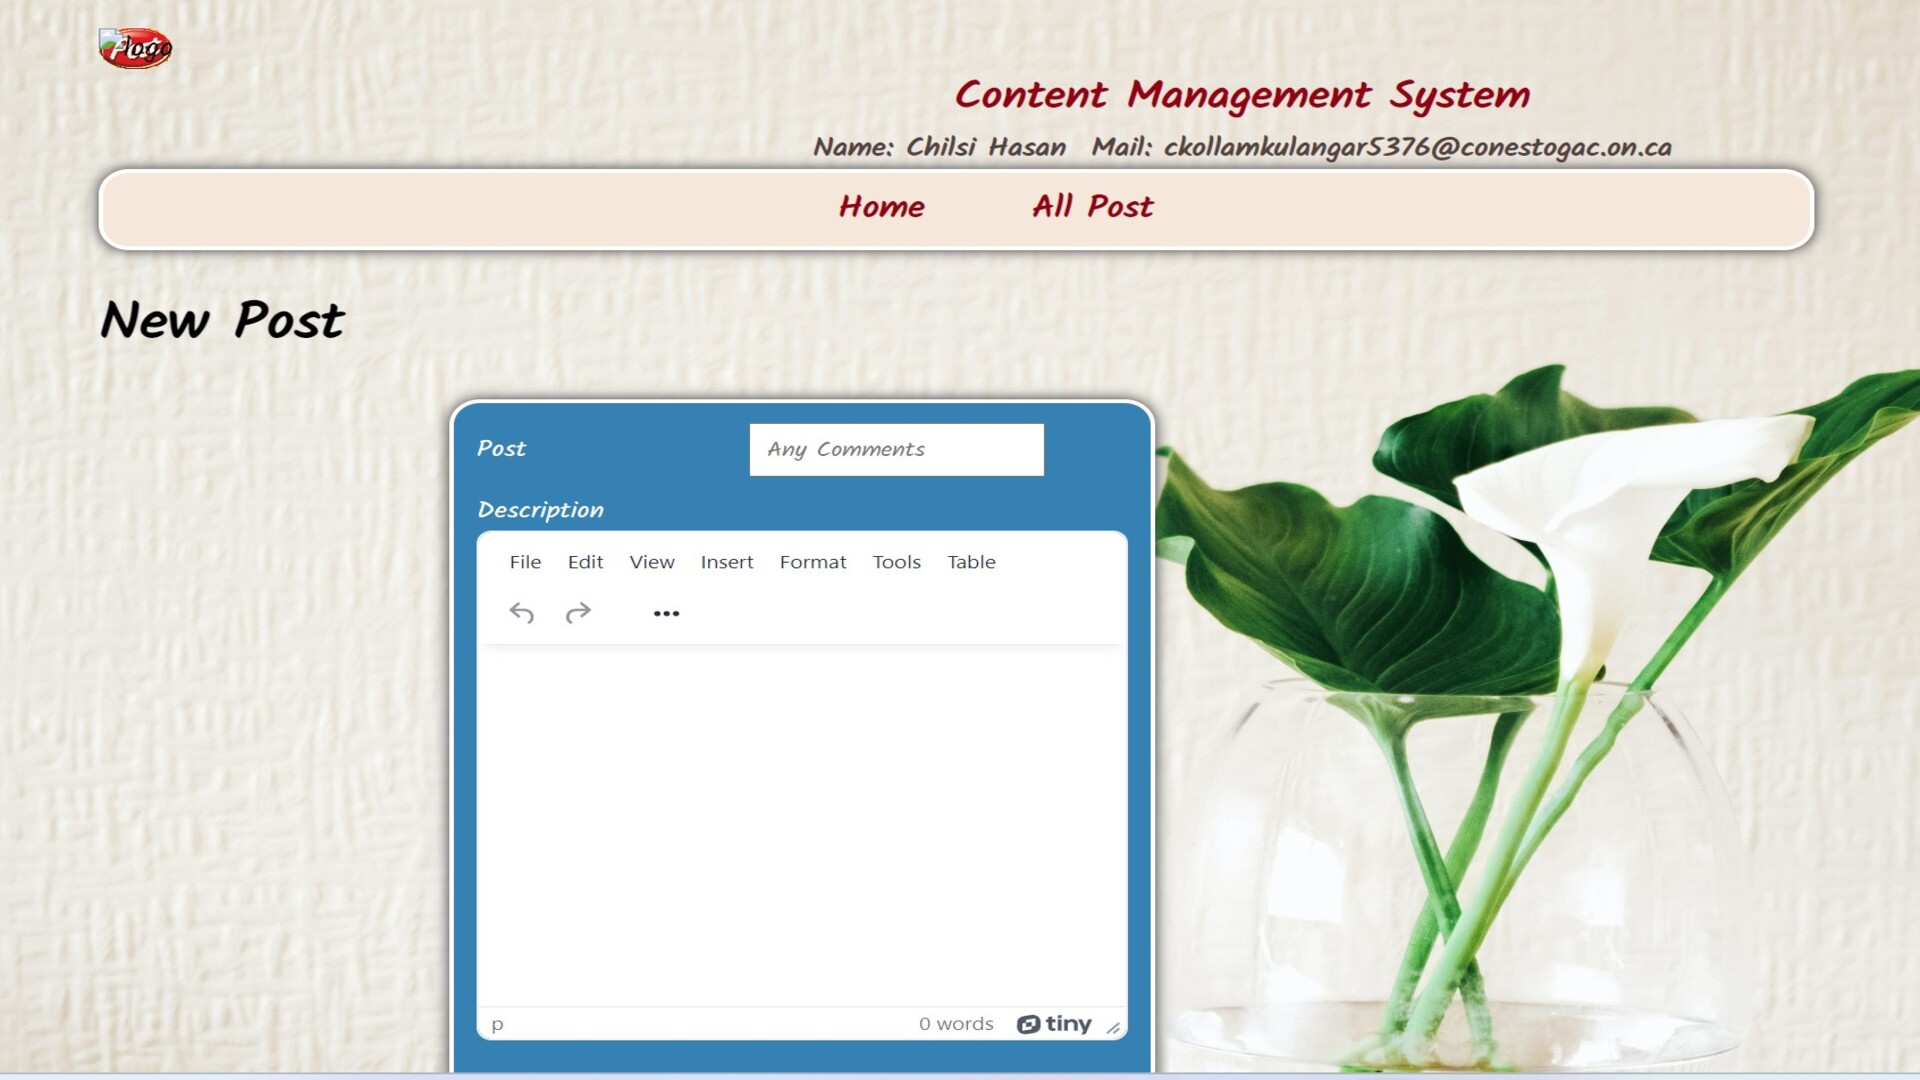 logo
Content Management System
Name: Chilsi Hasan Mail: ckollamkulangar5376@conestogac.on.ca
Home All Post
New Post
Post Any Comments
Description
File Edit View Insert Format Tools Table
p 0 words tiny